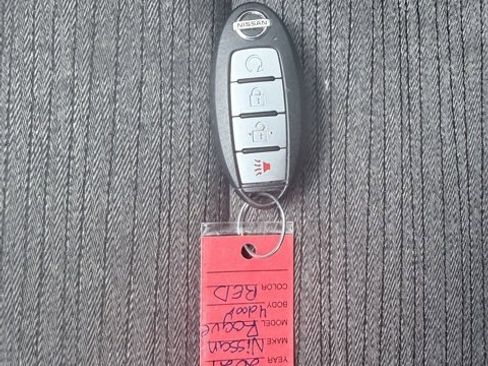 NISSAN
YEAR
MAKE Nissan
MODEL Rogue
BODY 4door
COLOR RED